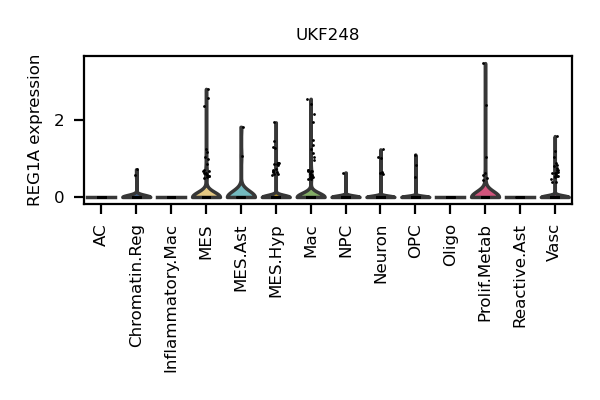 UKF248
REG1A expression
2
0
AC
Chromatin.Reg
Inflammatory.Mac
MES
MES.Ast
MES.Hyp
Mac
NPC
Neuron
OPC
Oligo
Prolif.Metab
Reactive.Ast
Vasc